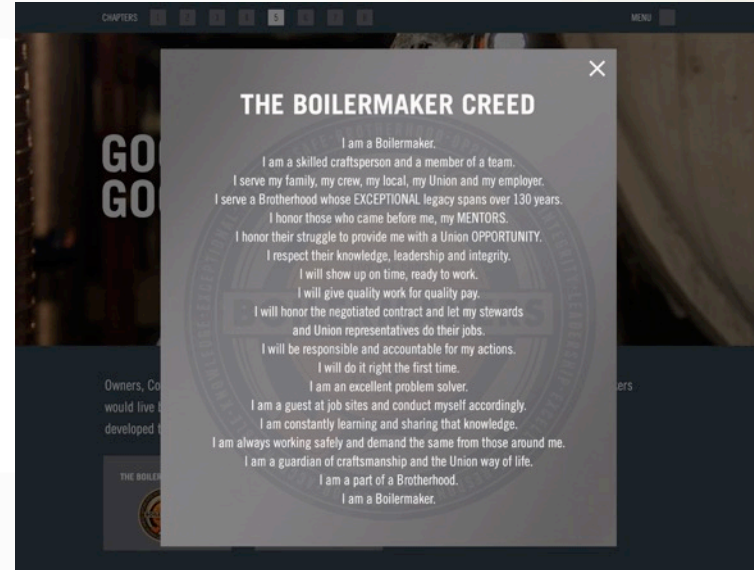 CHAPTERS 1 2 3 4 5 6 7 8
MENU
GO
GO
THE BOILERMAKER CREED
I am a Boilermaker.
I am a skilled craftsperson and a member of a team.
I serve my family, my crew, my local, my Union and my employer.
I serve a Brotherhood whose EXCEPTIONAL legacy spans over 130 years.
I honor those who came before me, my MENTORS.
I honor their struggle to provide me with a Union OPPORTUNITY.
I respect their knowledge, leadership and integrity.
I will show up on time, ready to work.
I will give quality work for quality pay.
I will honor the negotiated contract and let my stewards
and Union representatives do their jobs.
I will be responsible and accountable for my actions.
I will do it right the first time.
I am an excellent problem solver.
I am a guest at job sites and conduct myself accordingly.
I am constantly learning and sharing that knowledge.
I am always working safely and demand the same from those around me.
I am a guardian of craftsmanship and the Union way of life.
I am a part of a Brotherhood.
I am a Boilermaker.
Owners, Co
would live
developed t
THE BOILER